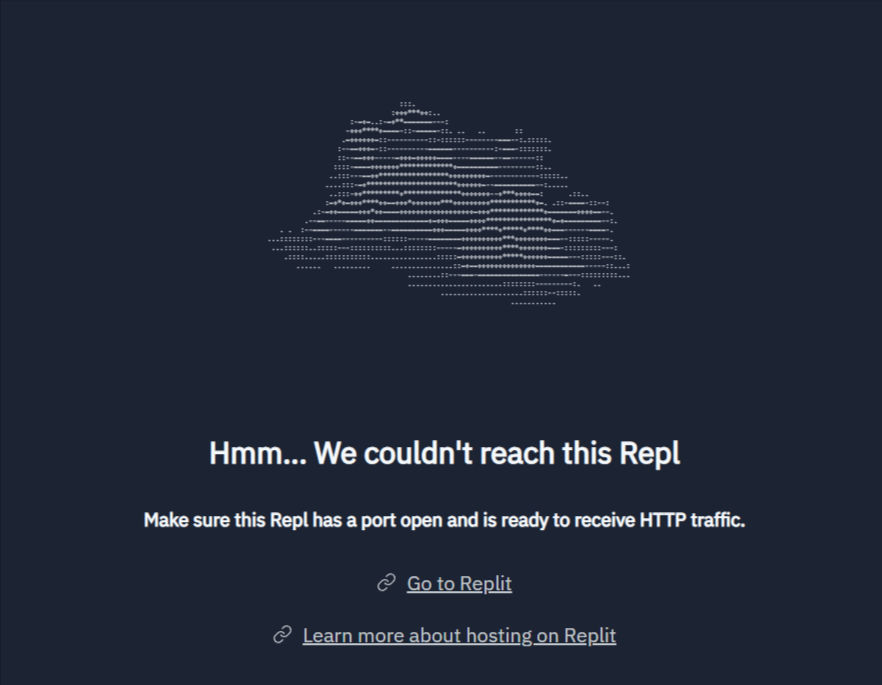 Hmm... We couldn't reach this Repl
Make sure this Repl has a port open and is ready to receive HTTP traffic.
Go to Replit
Learn more about hosting on Replit